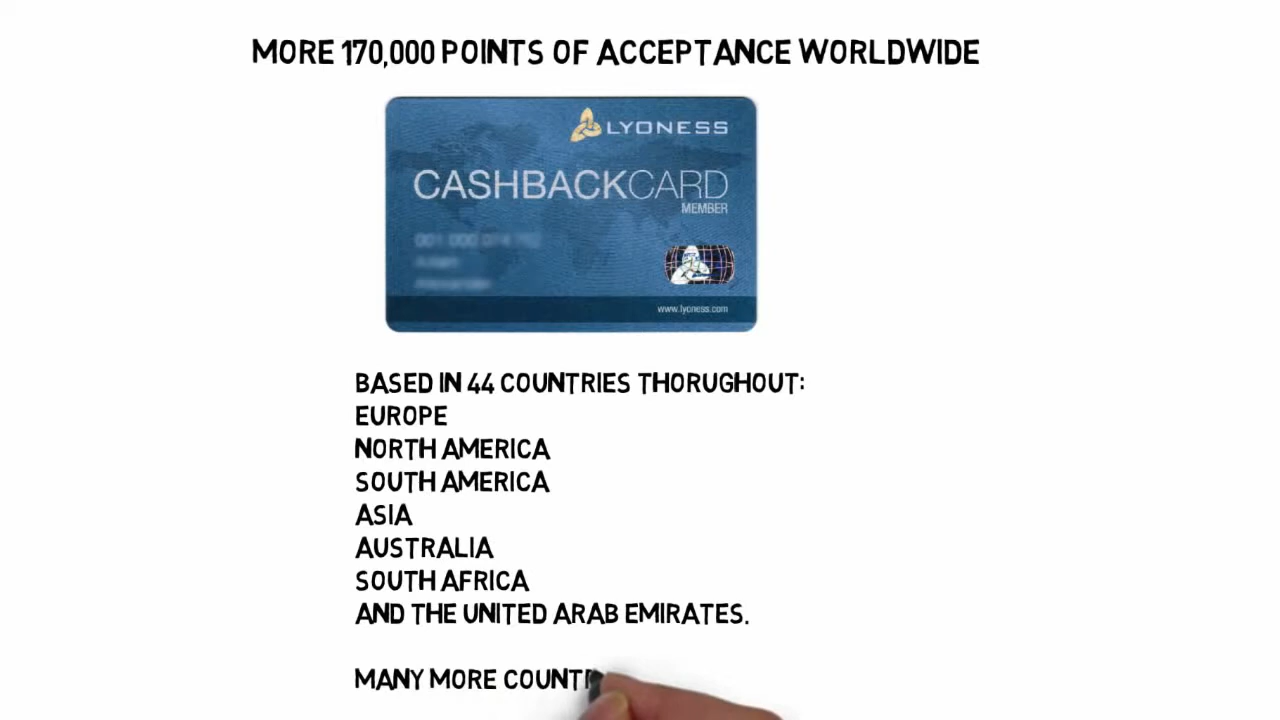 MORE 170,000 POINTS OF ACCEPTANCE WORLDWIDE
LYONESS
CASHBACKCARD
MEMBER
www.lyoness.com
BASED IN 44 COUNTRIES THORUGHOUT:
EUROPE
NORTH AMERICA
SOUTH AMERICA
ASIA
AUSTRALIA
SOUTH AFRICA
AND THE UNITED ARAB EMIRATES.
MANY MORE